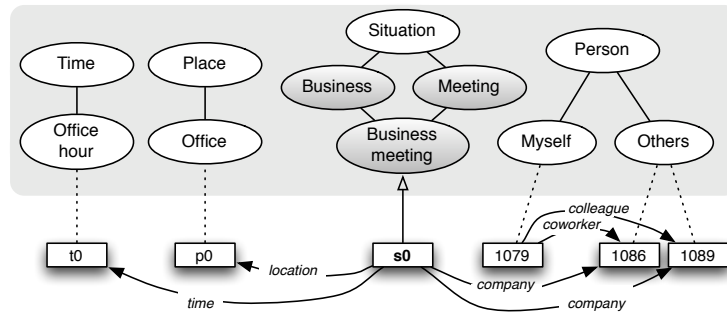 Situation
Time
Place
Person
Business
Meeting
Office
hour
Office
Business
meeting
Myself
Others
colleague
coworker
t0
p0
s0
1079
1086
1089
location
company
time
company